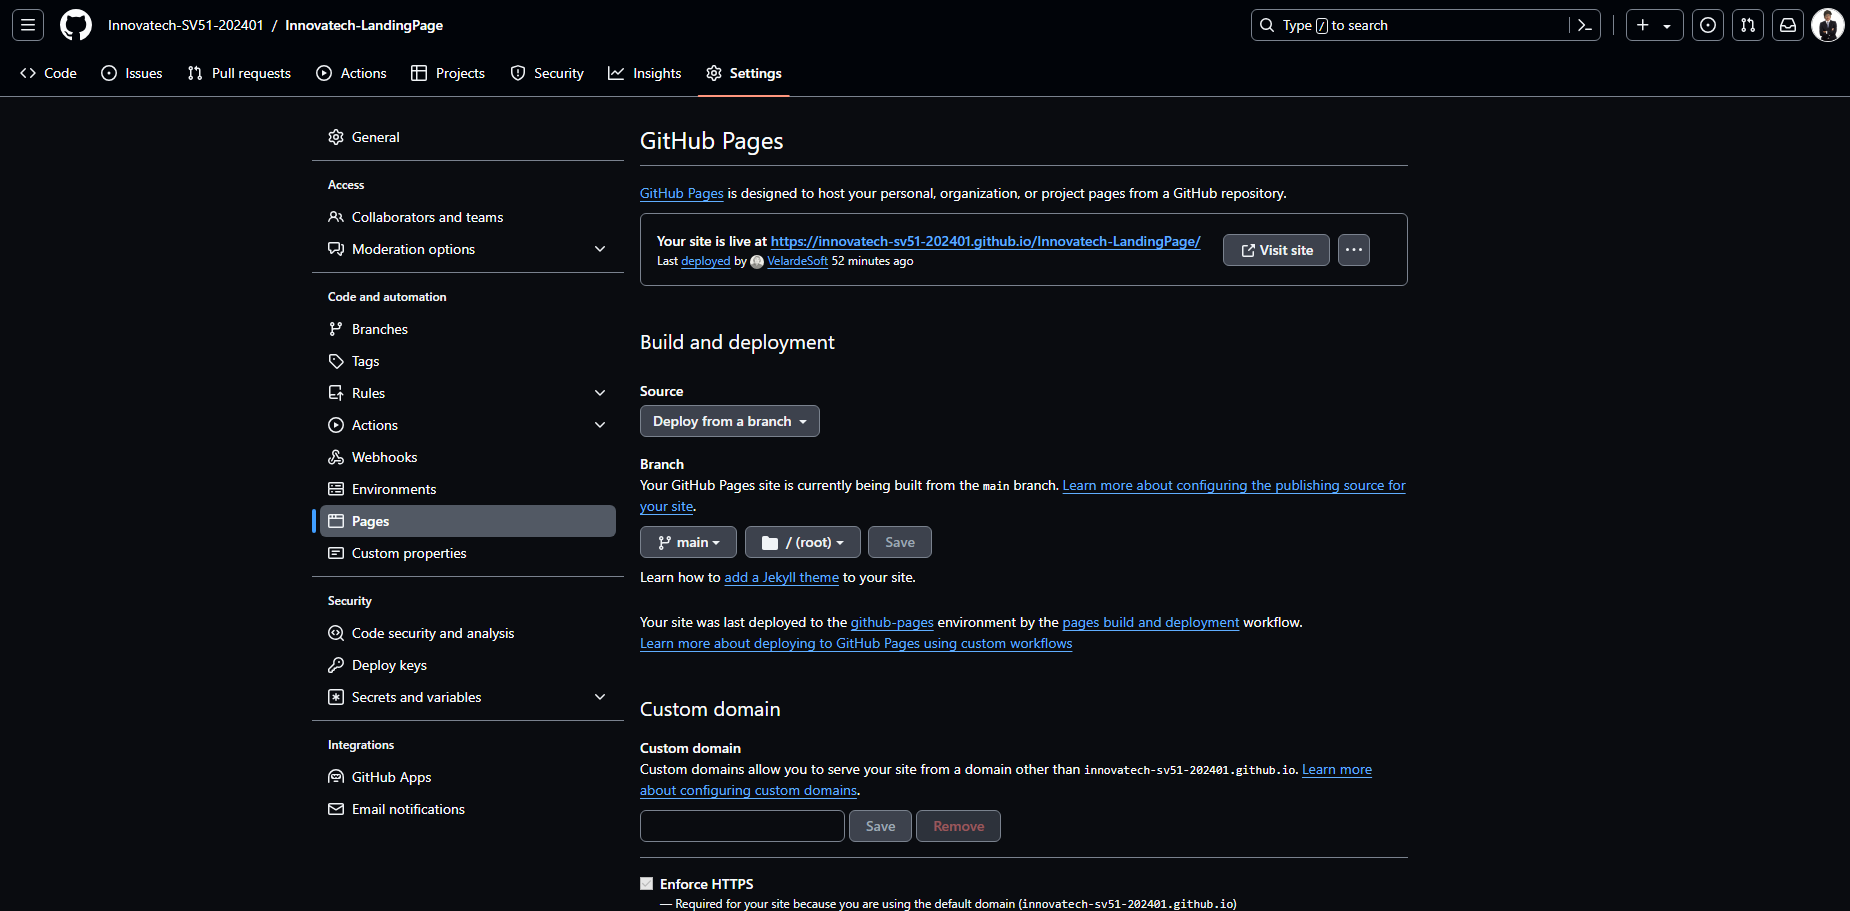 Innovatech-SV51-202401 / Innovatech-LandingPage
Type / to search
Code Issues Pull requests Actions Projects Security Insights Settings
General
Access
Collaborators and teams
Moderation options
Code and automation
Branches
Tags
Rules
Actions
Webhooks
Environments
Pages
Custom properties
Security
Code security and analysis
Deploy keys
Secrets and variables
Integrations
GitHub Apps
Email notifications
GitHub Pages
GitHub Pages is designed to host your personal, organization, or project pages from a GitHub repository.
Your site is live at https://innovatech-sv51-202401.github.io/Innovatech-LandingPage/
Last deployed by VelardeSoft 52 minutes ago
Visit site
Build and deployment
Source
Deploy from a branch
Branch
Your GitHub Pages site is currently being built from the main branch. Learn more about configuring the publishing source for
your site.
main / (root) Save
Learn how to add a Jekyll theme to your site.
Your site was last deployed to the github-pages environment by the pages build and deployment workflow.
Learn more about deploying to GitHub Pages using custom workflows
Custom domain
Custom domain
Custom domains allow you to serve your site from a domain other than innovatech-sv51-202401.github.io. Learn more
about configuring custom domains.
Save Remove
Enforce HTTPS
— Required for your site because you are using the default domain (innovatech-sv51-202401.github.io)